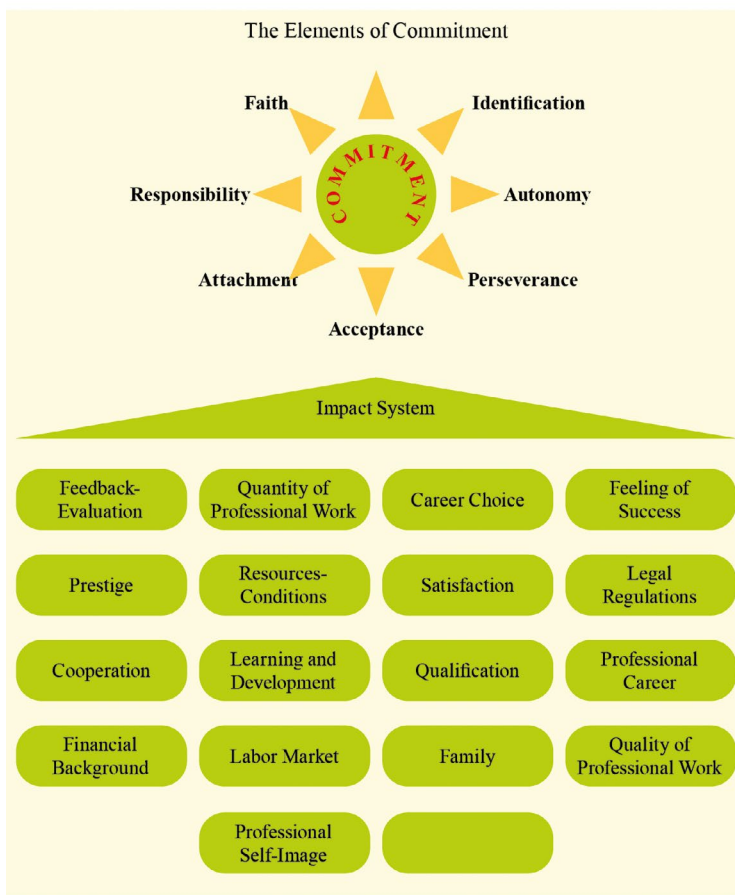 The Elements of Commitment
Faith
Identification
COMMITMENT
Responsibility
Autonomy
Attachment
Perseverance
Acceptance
Impact System
Feedback-
Evaluation
Quantity of
Professional Work
Career Choice
Feeling of
Success
Prestige
Resources-
Conditions
Satisfaction
Legal
Regulations
Cooperation
Learning and
Development
Qualification
Professional
Career
Financial
Background
Labor Market
Family
Quality of
Professional Work
Professional
Self-Image